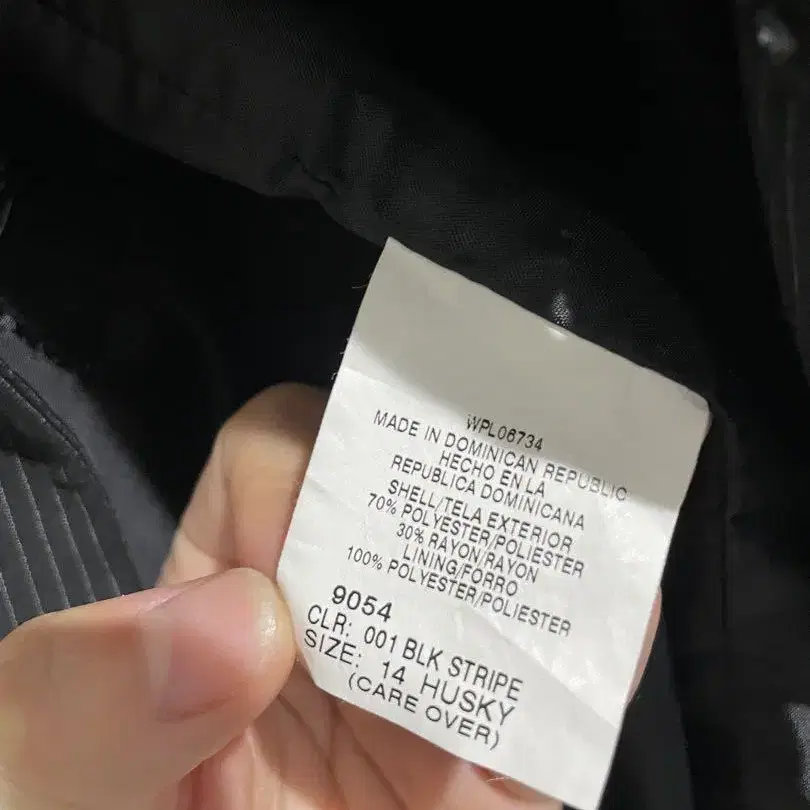 WPL06734
MADE IN DOMINICAN REPUBLIC
HECHO EN LA
REPUBLICA DOMINICANA
SHELL/TELA EXTERIOR
70% POLYESTER/POLIESTER
30% RAYON/RAYON
LINING/FORRO
100% POLYESTER/POLIESTER
9054
CLR: 001 BLK STRIPE
SIZE: 14 HUSKY
(CARE OVER)